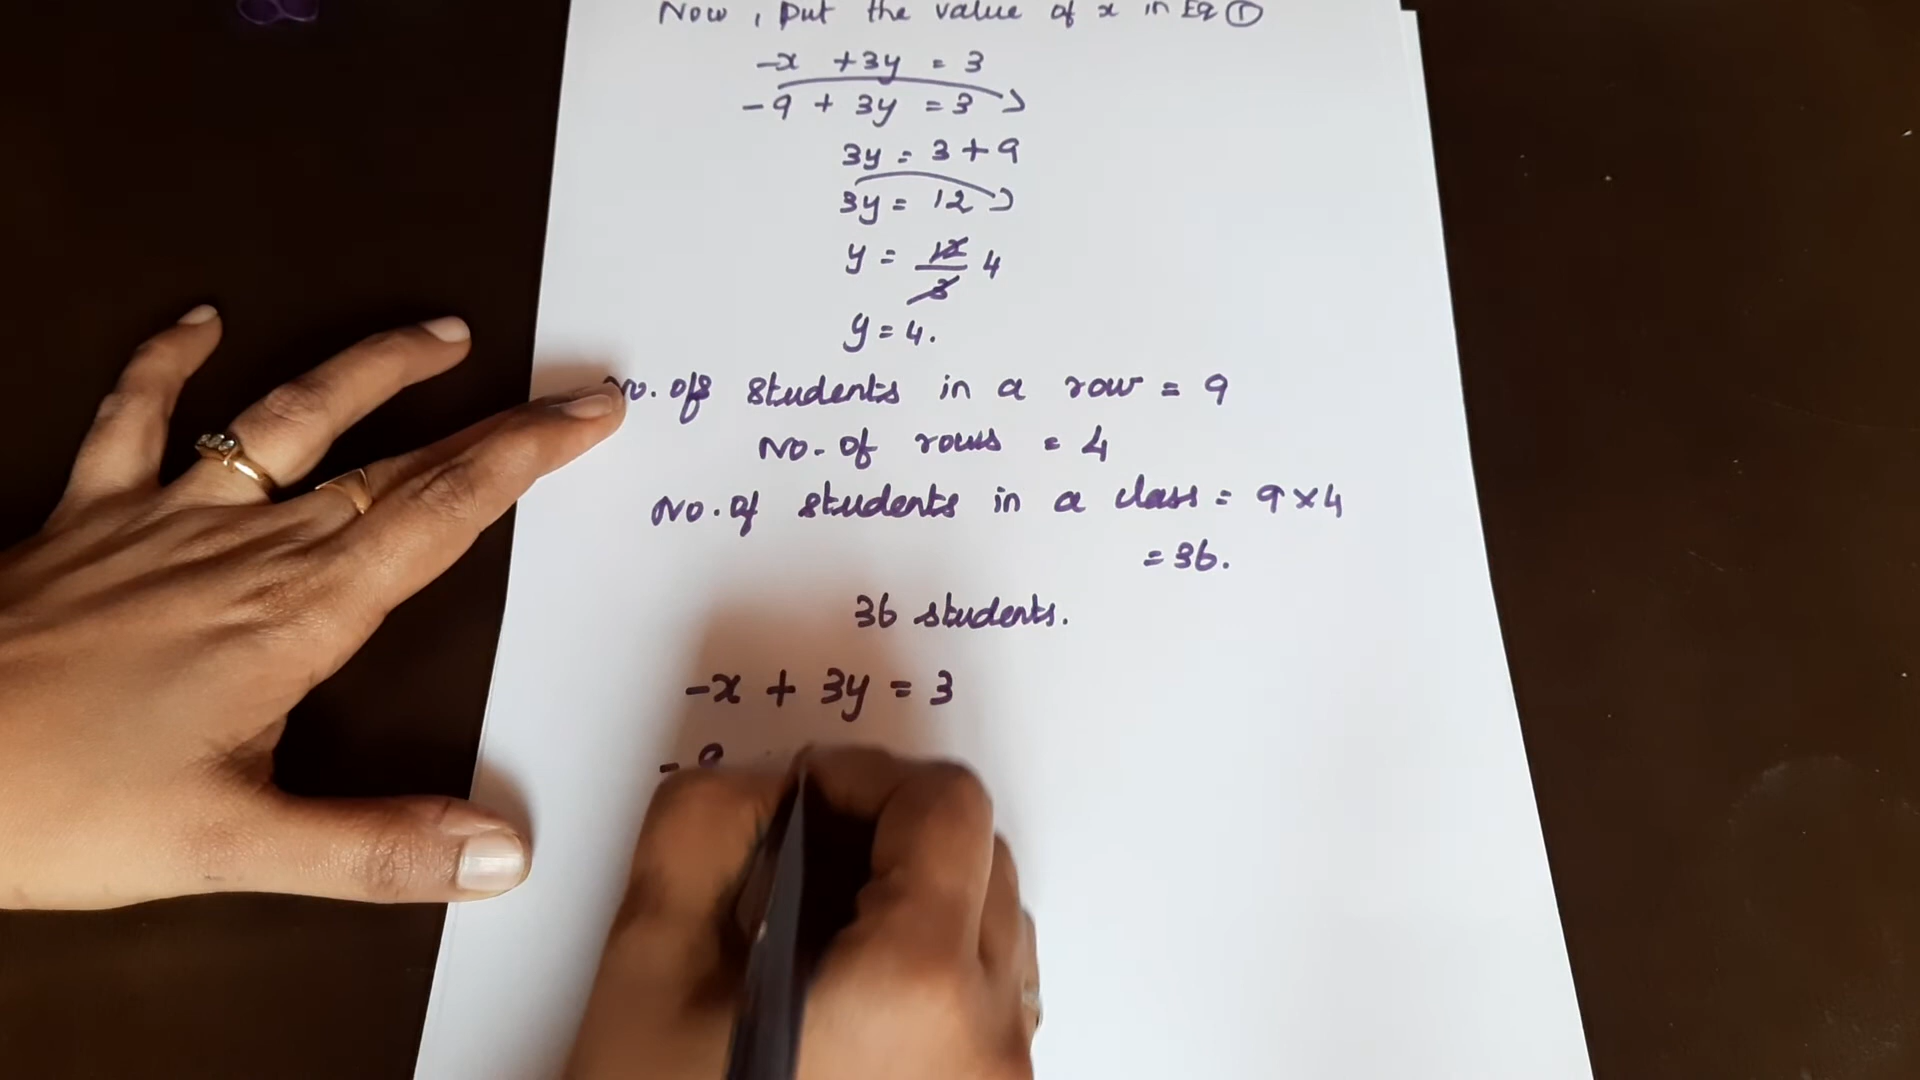 Now, put the value of x in Eq ①
-x + 3y = 3
-9 + 3y = 3
3y = 3 + 9
3y = 12
y = 12/3 4
y = 4.
No. of students in a row = 9
No. of rows = 4
No. of students in a class = 9 × 4
= 36.
36 students.
-x + 3y = 3
- 9